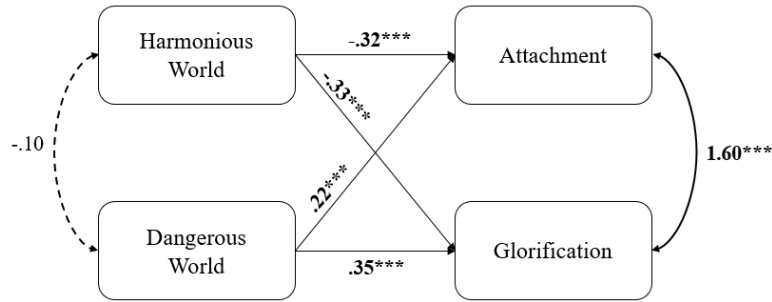 Harmonious
World
-.32***
Attachment
-.33***
-.10
1.60***
.22***
Dangerous
World
.35***
Glorification